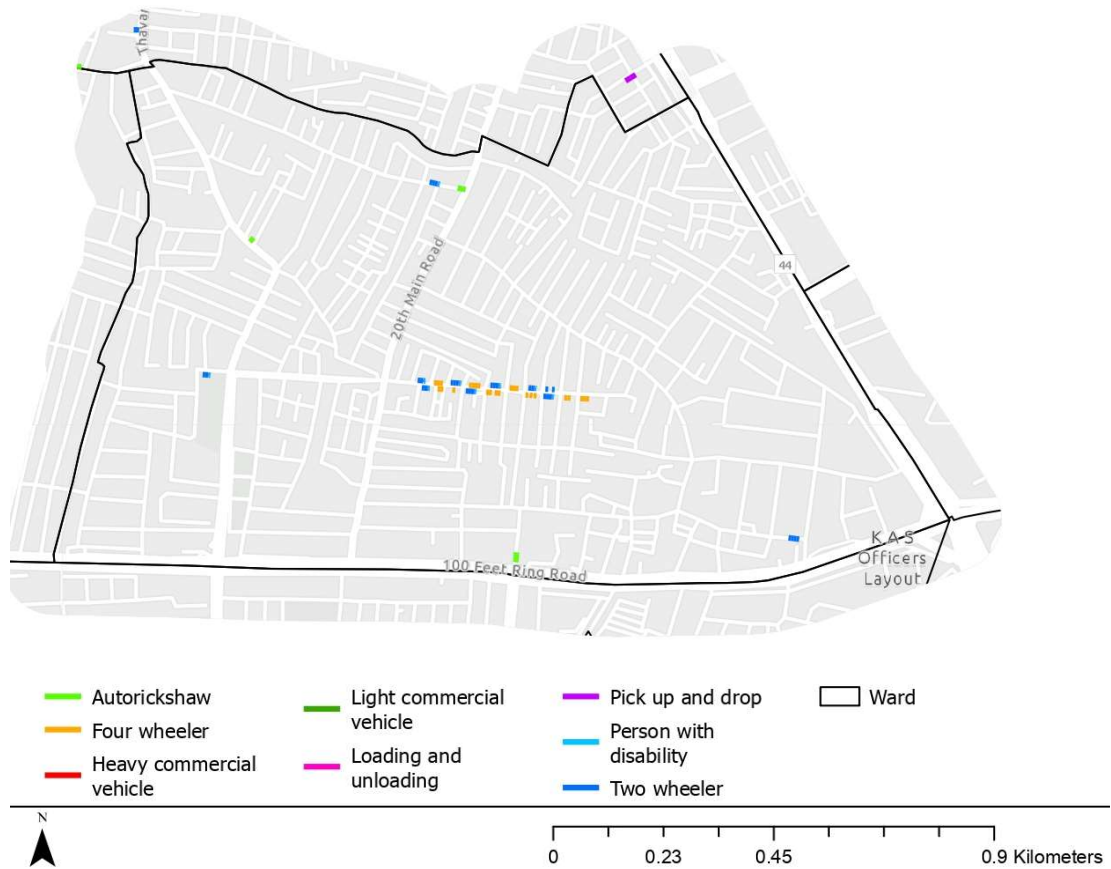 Thavar
20th Main Road
44
K A S
Officers
Layout
100 Feet Ring Road
Autorickshaw
Four wheeler
Heavy commercial
vehicle
Light commercial
vehicle
Loading and
unloading
Pick up and drop
Person with
disability
Two wheeler
Ward
N
0 0.23 0.45 0.9 Kilometers